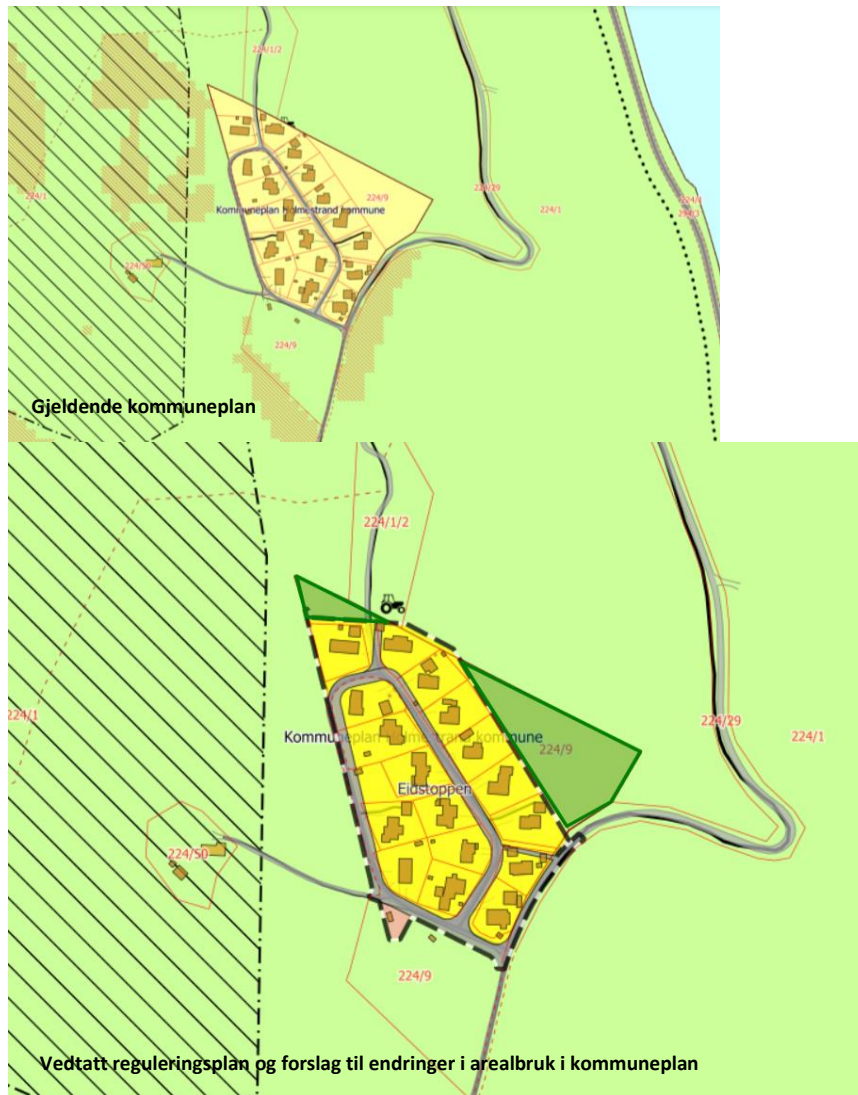 224/1/2
224/9
Kommuneplan Holmestrand kommune
224/29
224/1
224/1
224/50
224/9
Gjeldende kommuneplan
224/1/2
224/1
224/29
224/1
Kommuneplan Holmestrand kommune
224/9
Eidstoppen
224/50
224/9
Vedtatt reguleringsplan og forslag til endringer i arealbruk i kommuneplan